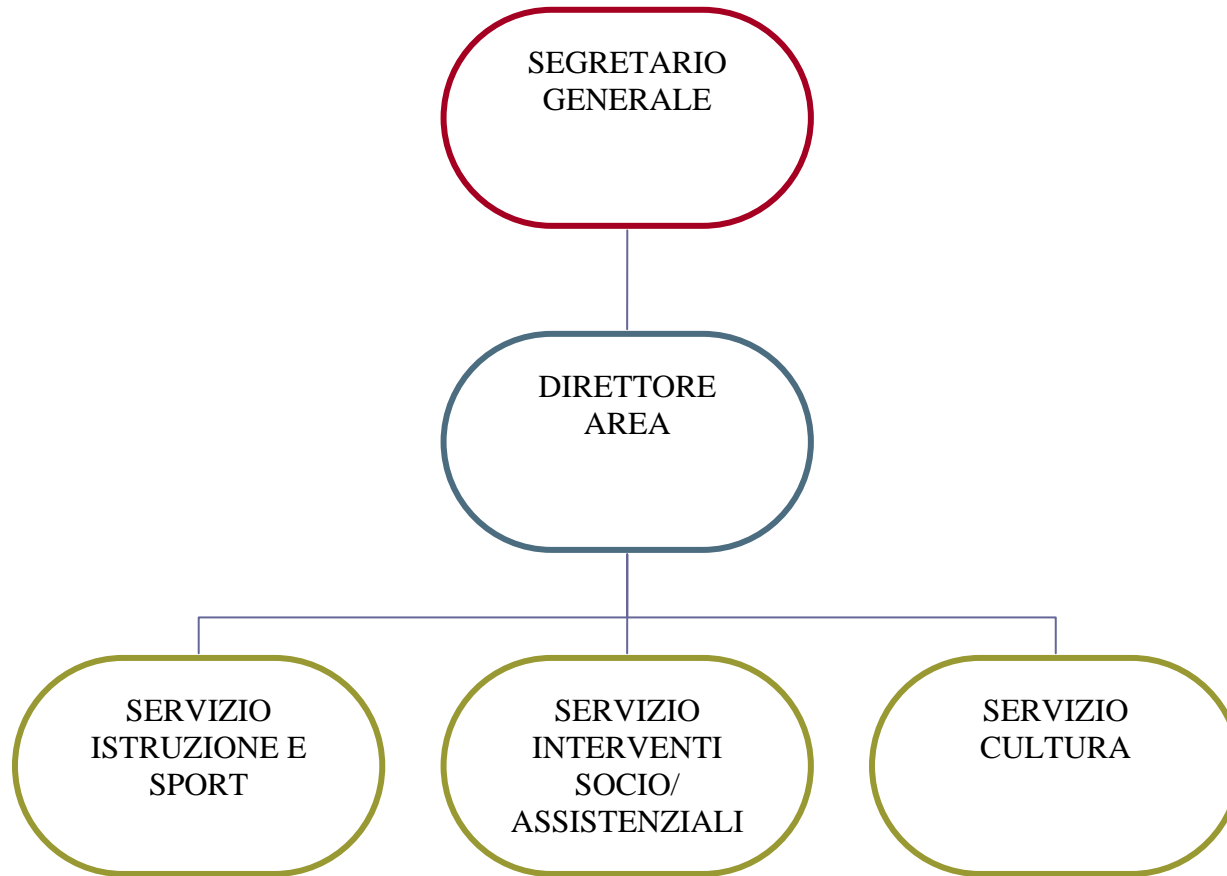 SEGRETARIO
GENERALE
DIRETTORE
AREA
SERVIZIO
ISTRUZIONE E
SPORT
SERVIZIO
INTERVENTI
SOCIO/
ASSISTENZIALI
SERVIZIO
CULTURA